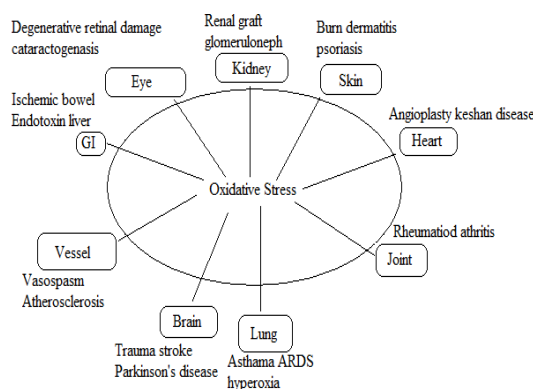 Degenerative retinal damage
cataractogenasis
Eye
Renal graft
glomeruloneph
Kidney
Burn dermatitis
psoriasis
Skin
Ischemic bowel
Endotoxin liver
GI
Angioplasty keshan disease
Heart
Oxidative Stress
Rheumatiod athritis
Joint
Vessel
Vasospasm
Atherosclerosis
Brain
Trauma stroke
Parkinson's disease
Lung
Asthama ARDS
hyperoxia